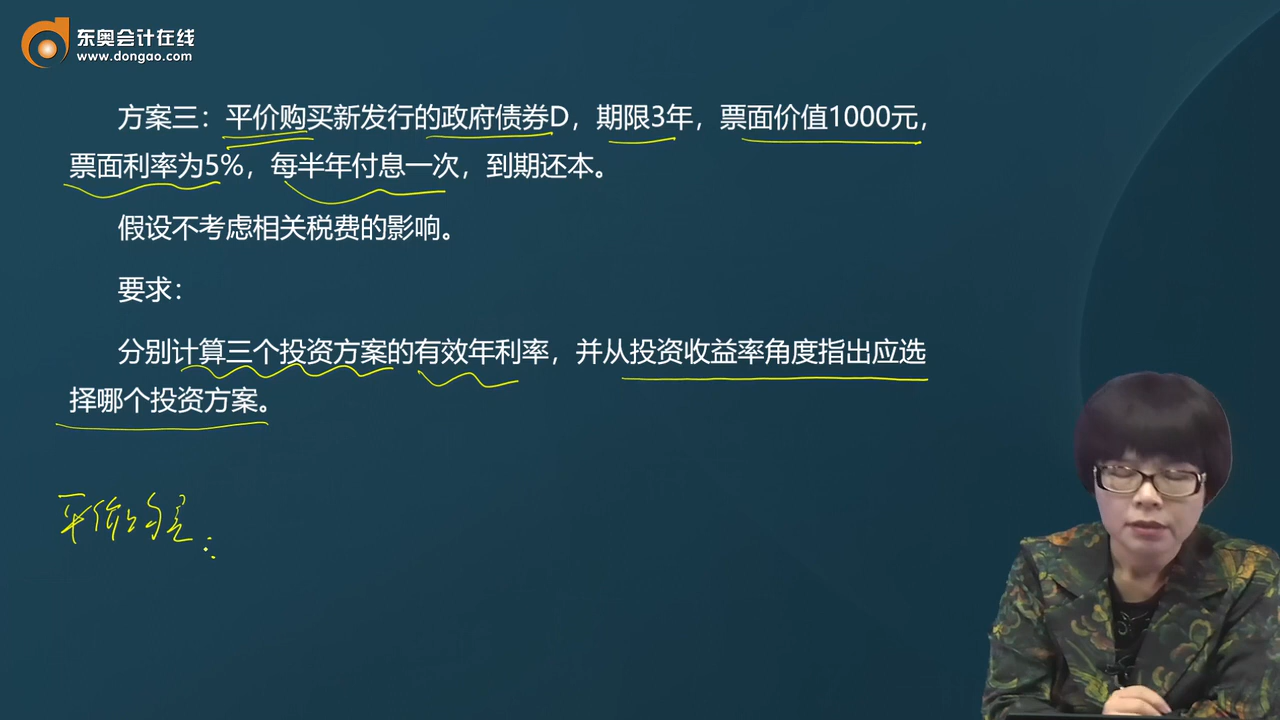 东奥会计在线
www.dongao.com
方案三：平价购买新发行的政府债券D，期限3年，票面价值1000元，
票面利率为5%，每半年付息一次，到期还本。
假设不考虑相关税费的影响。
要求：
分别计算三个投资方案的有效年利率，并从投资收益率角度指出应选
择哪个投资方案。
平价购买